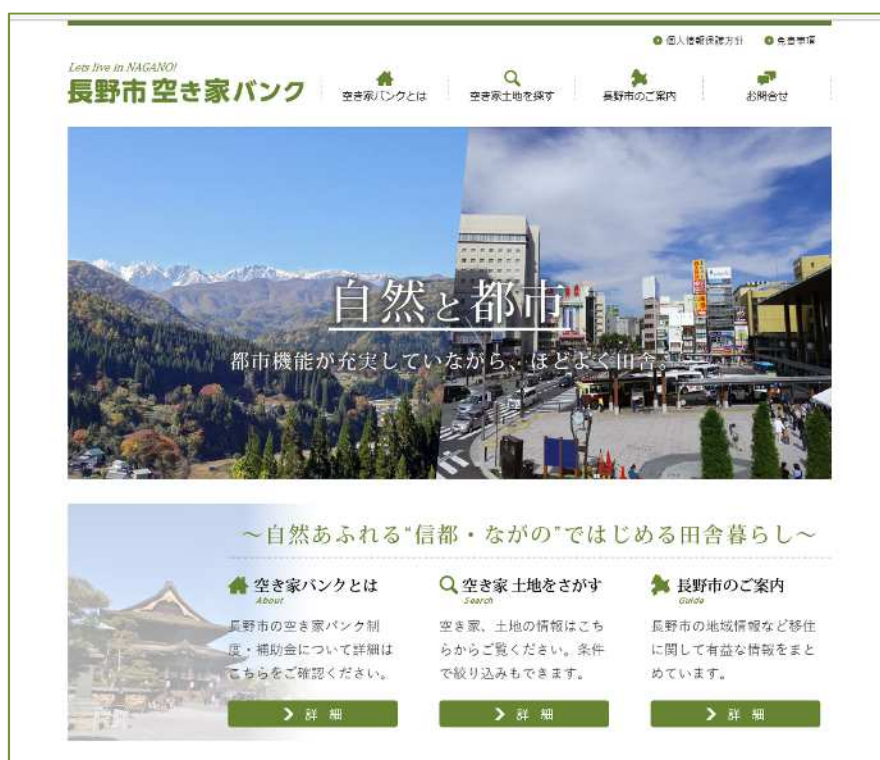 個人情報保護方針 免責事項
Lets live in NAGANO!
長野市 空き家バンク
空き家バンクとは 空き家土地を探す 長野市のご案内 お問合せ
自然と都市
都市機能が充実していながら、ほどよく田舎。
～自然あふれる“信都・ながの”ではじめる田舎暮らし～
空き家バンクとは
About
長野市の空き家バンク制
度・補助金について詳細は
こちらをご確認ください。
詳 細
空き家 土地をさがす
Search
空き家、土地の情報はこち
らからご覧ください。条件
で絞り込みもできます。
詳 細
長野市のご案内
Guide
長野市の地域情報など移住
に関して有益な情報をまと
めています。
詳 細